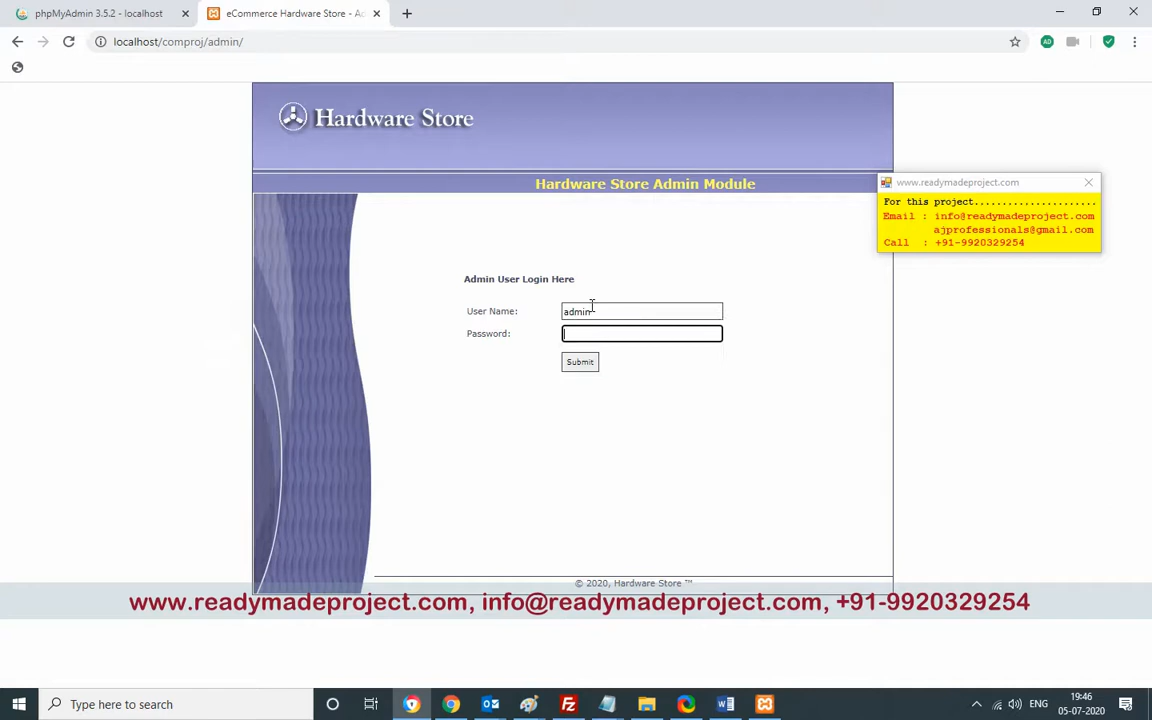 phpMyAdmin 3.5.2 - localhost
eCommerce Hardware Store - Ad
localhost/comproj/admin/
Hardware Store
Hardware Store Admin Module
www.readymadeproject.com
For this project......................
Email : info@readymadeproject.com
ajprofessionals@gmail.com
Call : +91-9920329254
Admin User Login Here
User Name: admin
Password:
Submit
© 2020, Hardware Store ™
www.readymadeproject.com, info@readymadeproject.com, +91-9920329254
Type here to search
ENG
19:46
05-07-2020